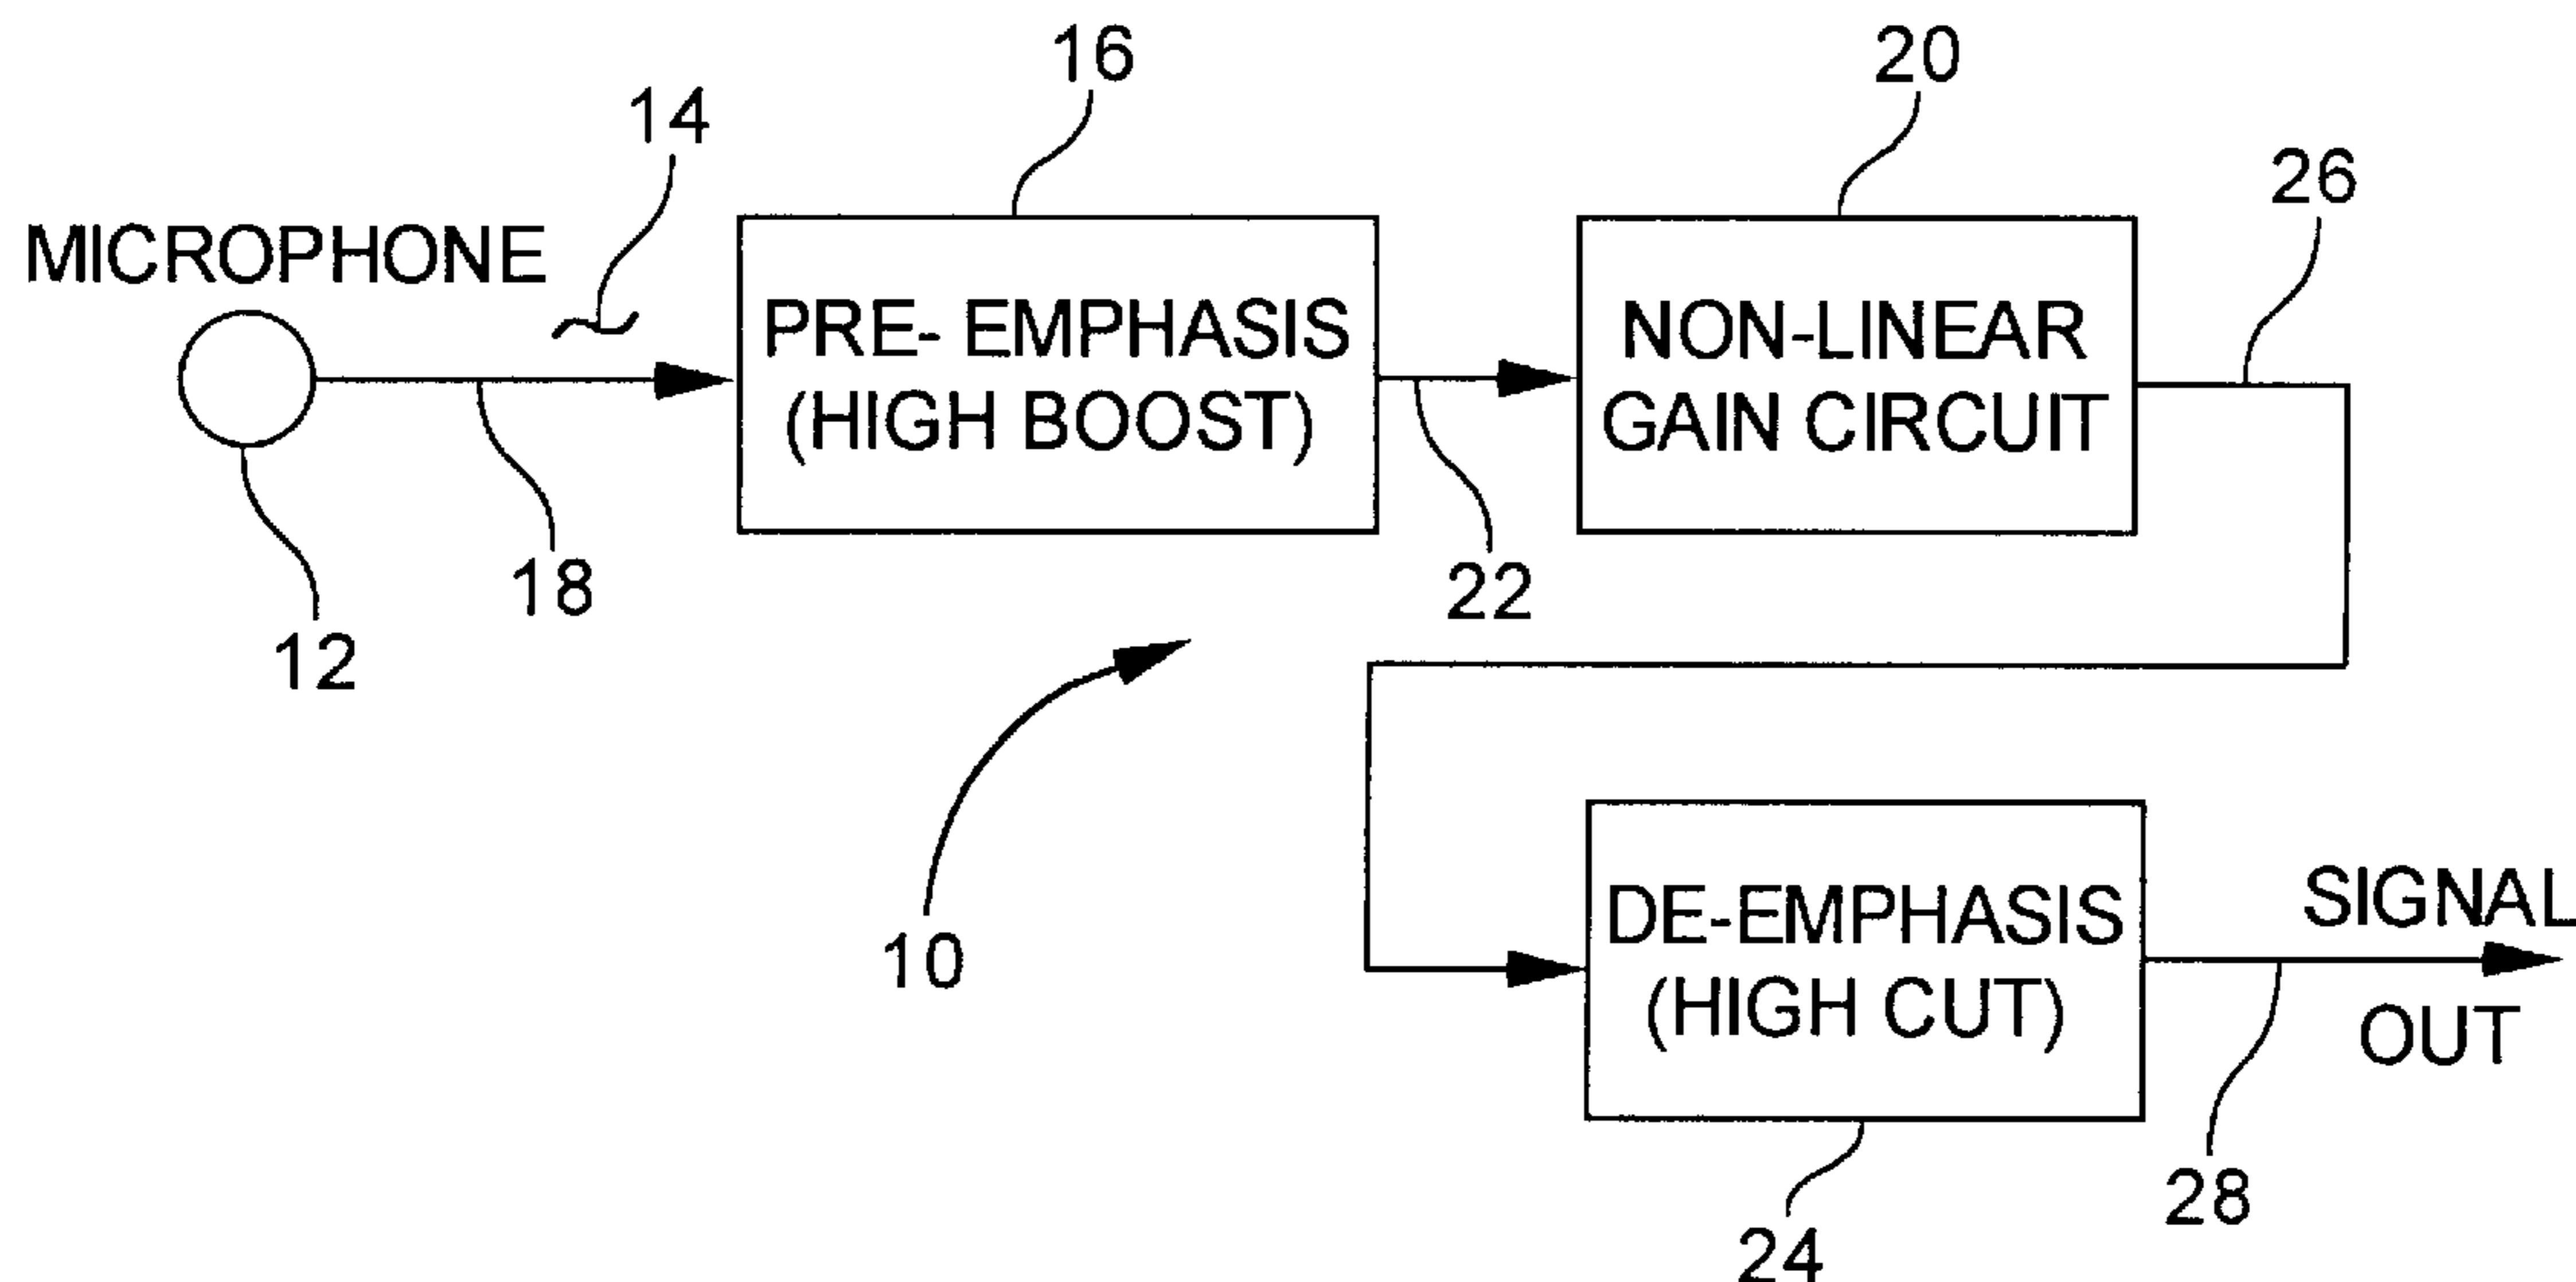 16
20
14
26
MICROPHONE
PRE- EMPHASIS
(HIGH BOOST)
NON-LINEAR
GAIN CIRCUIT
18
22
12
10
DE-EMPHASIS
(HIGH CUT)
SIGNAL
OUT
28
24